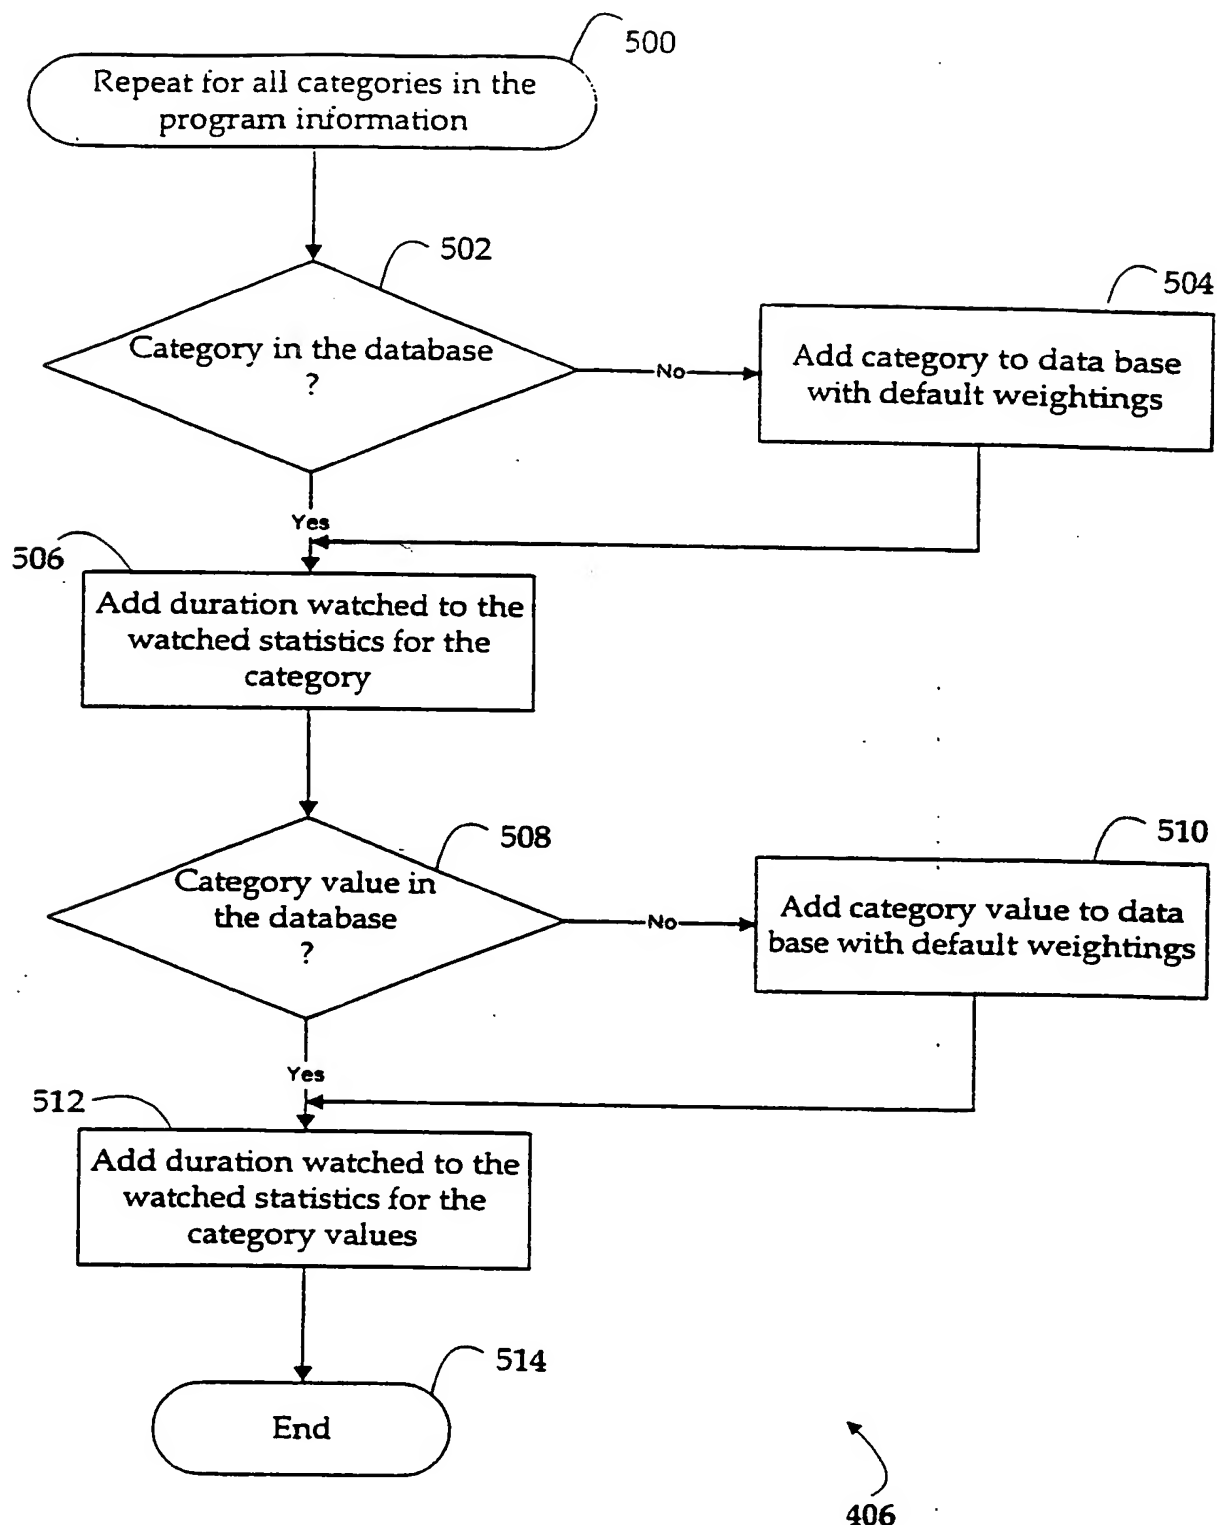 500
Repeat for all categories in the
program information
502
Category in the database
?
No
504
Add category to data base
with default weightings
Yes
506
Add duration watched to the
watched statistics for the
category
508
Category value in
the database
?
No
510
Add category value to data
base with default weightings
Yes
512
Add duration watched to the
watched statistics for the
category values
514
End
406